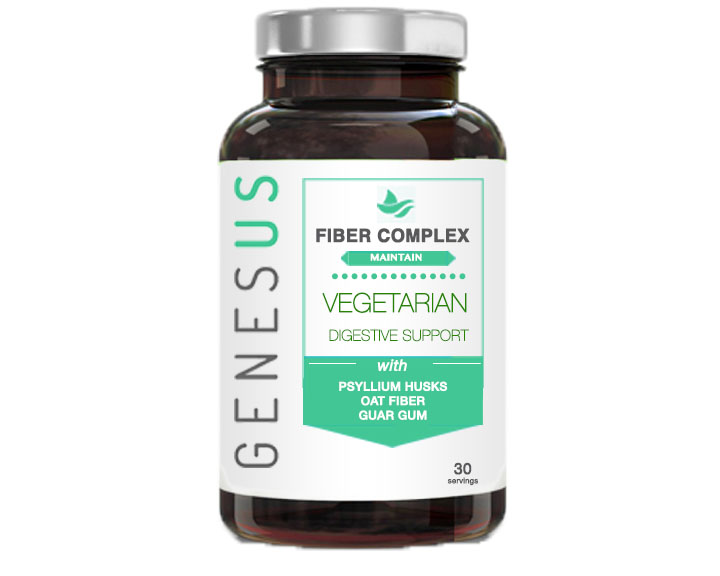 GENESUS
FIBER COMPLEX
MAINTAIN
VEGETARIAN
DIGESTIVE SUPPORT
with
PSYLLIUM HUSKS
OAT FIBER
GUAR GUM
30
servings